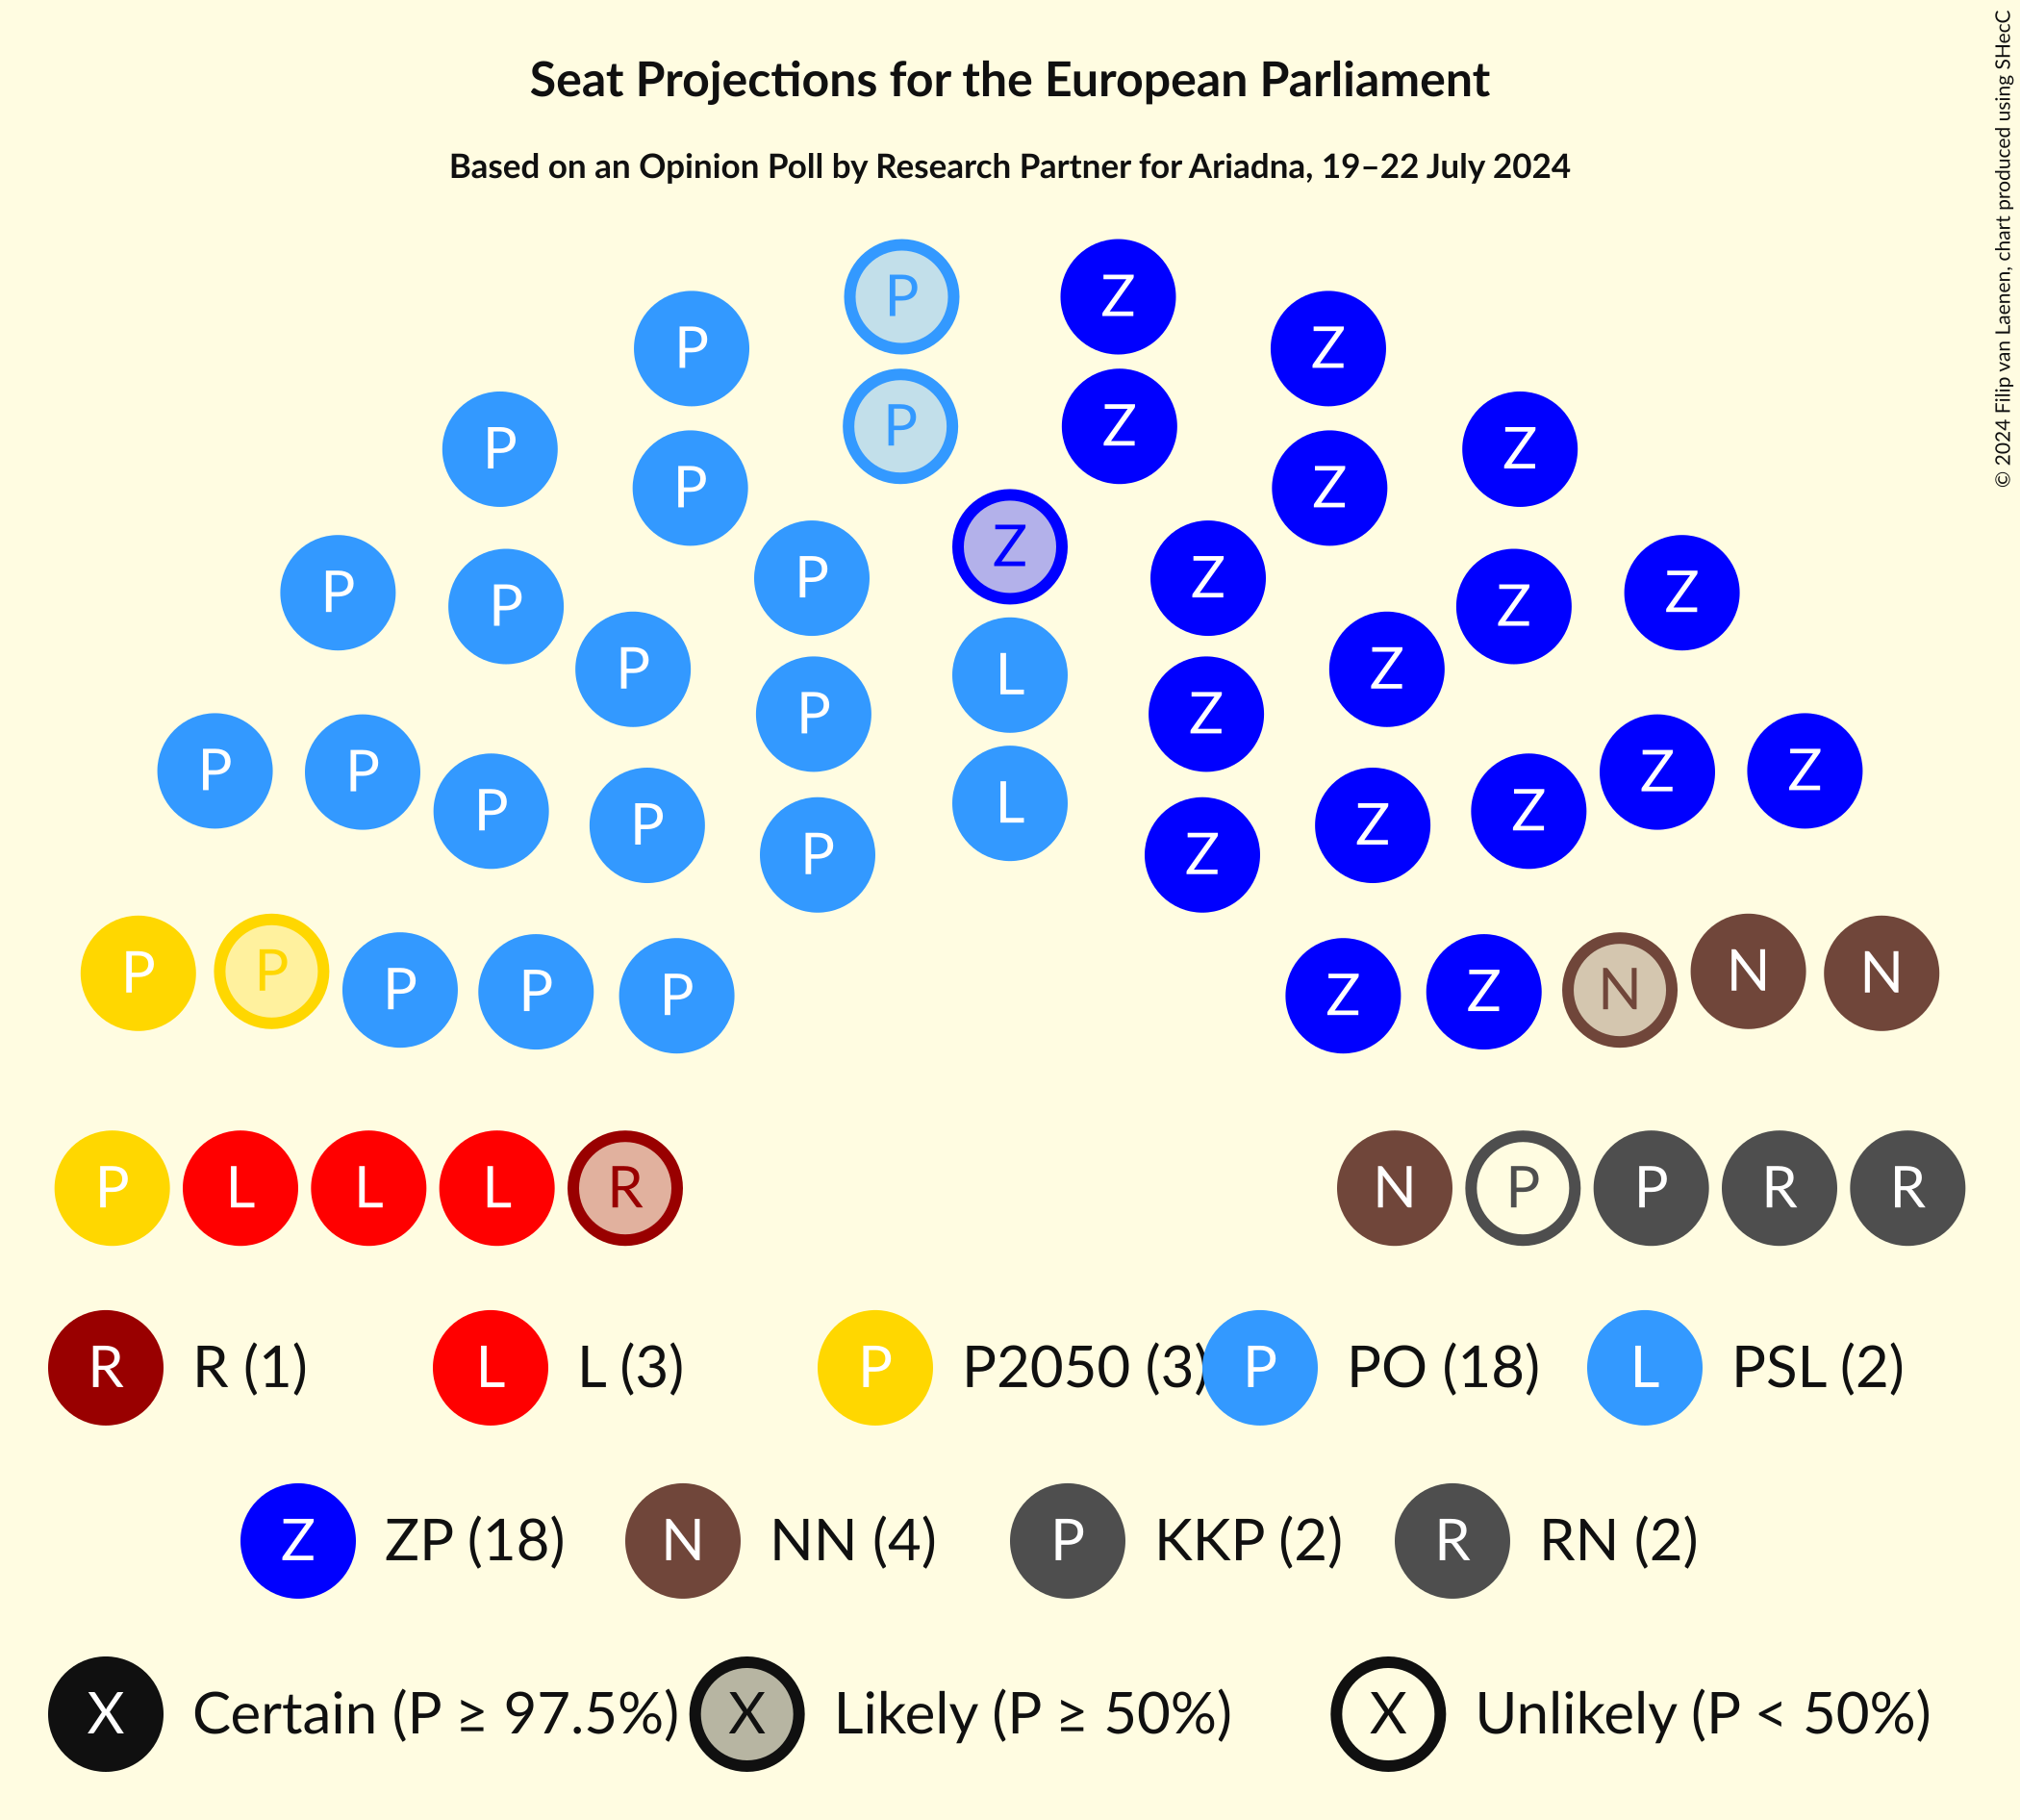 Seat Projections for the European Parliament
Based on an Opinion Poll by Research Partner for Ariadna, 19–22 July 2024
© 2024 Filip van Laenen, chart produced using SHecC
P Z
P Z
P Z
P Z
P Z
P Z
Z
P Z
P Z
P Z
L
P Z
P Z
P P Z Z
L
P Z
P Z
P Z
P P N N
P P P Z Z N
P L L L R N P P R R
R R (1) L L (3) P P2050 (3) P PO (18) L PSL (2)
Z ZP (18) N NN (4) P KKP (2) R RN (2)
X Certain (P ≥ 97.5%) X Likely (P ≥ 50%) X Unlikely (P < 50%)